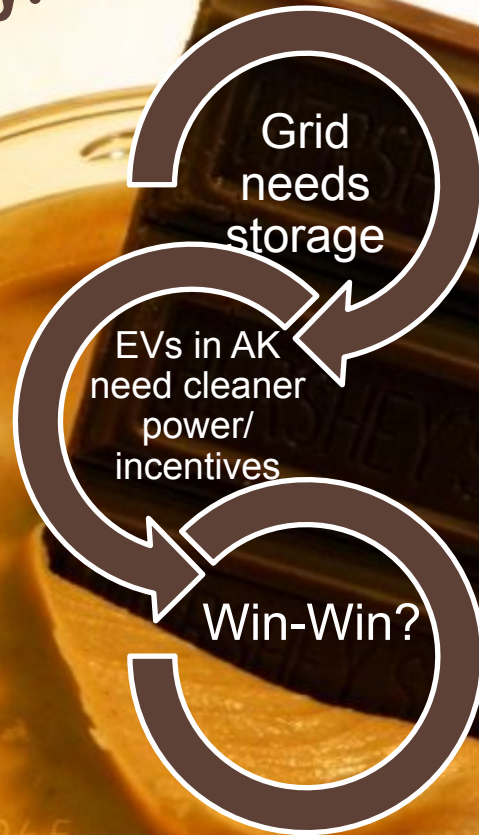 y?
Grid
needs
storage
EVs in AK
need cleaner
power/
incentives
Win-Win?